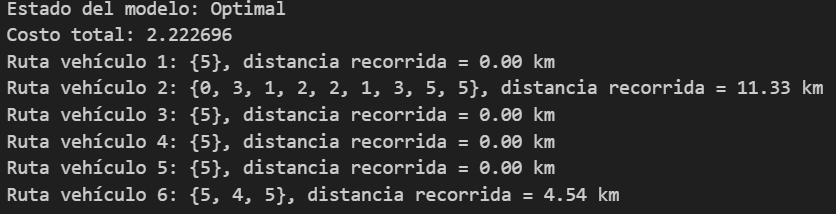 Estado del modelo: Optimal
Costo total: 2.222696
Ruta vehículo 1: {5}, distancia recorrida = 0.00 km
Ruta vehículo 2: {0, 3, 1, 2, 2, 1, 3, 5, 5}, distancia recorrida = 11.33 km
Ruta vehículo 3: {5}, distancia recorrida = 0.00 km
Ruta vehículo 4: {5}, distancia recorrida = 0.00 km
Ruta vehículo 5: {5}, distancia recorrida = 0.00 km
Ruta vehículo 6: {5, 4, 5}, distancia recorrida = 4.54 km